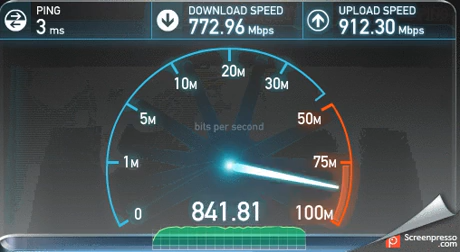 PING
3 ms
DOWNLOAD SPEED
772.96 Mbps
UPLOAD SPEED
912.30 Mbps
20M
10M
30M
5M
50M
bits per second
1M
75M
0
841.81
100M
Screenpresso
.com